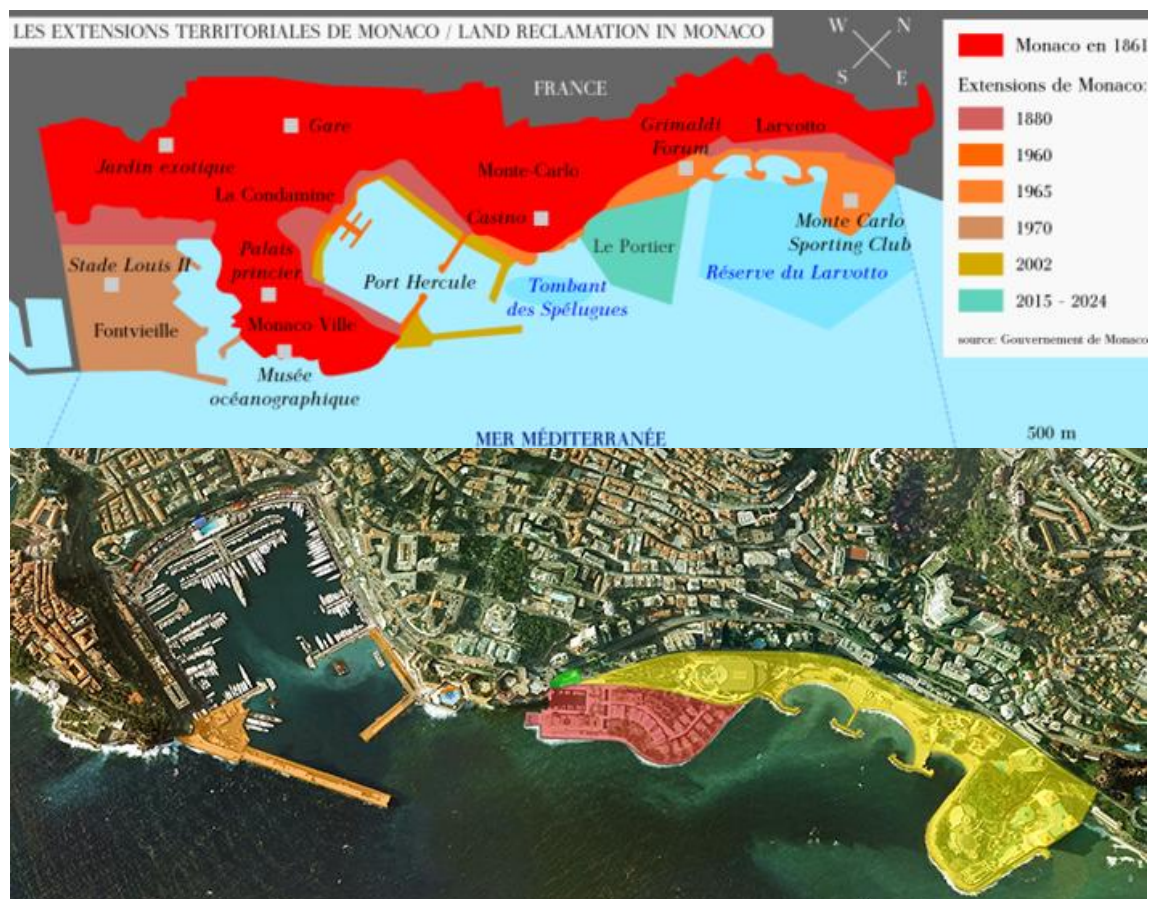 LES EXTENSIONS TERRITORIALES DE MONACO / LAND RECLAMATION IN MONACO
W N
S E
FRANCE
Monaco en 1861
Extensions de Monaco:
1880
1960
1965
1970
2002
2015 - 2024
source: Gouvernement de Monaco
Gare
Jardin exotique
La Condamine
Monte-Carlo
Grimaldi
Forum
Larvotto
Casino
Palais
princier
Stade Louis II
Port Hercule
Le Portier
Monte Carlo
Sporting Club
Réserve du Larvotto
Tombant
des Spélugues
Fontvieille
Monaco-Ville
Musée
océanographique
MER MÉDITERRANÉE
500 m